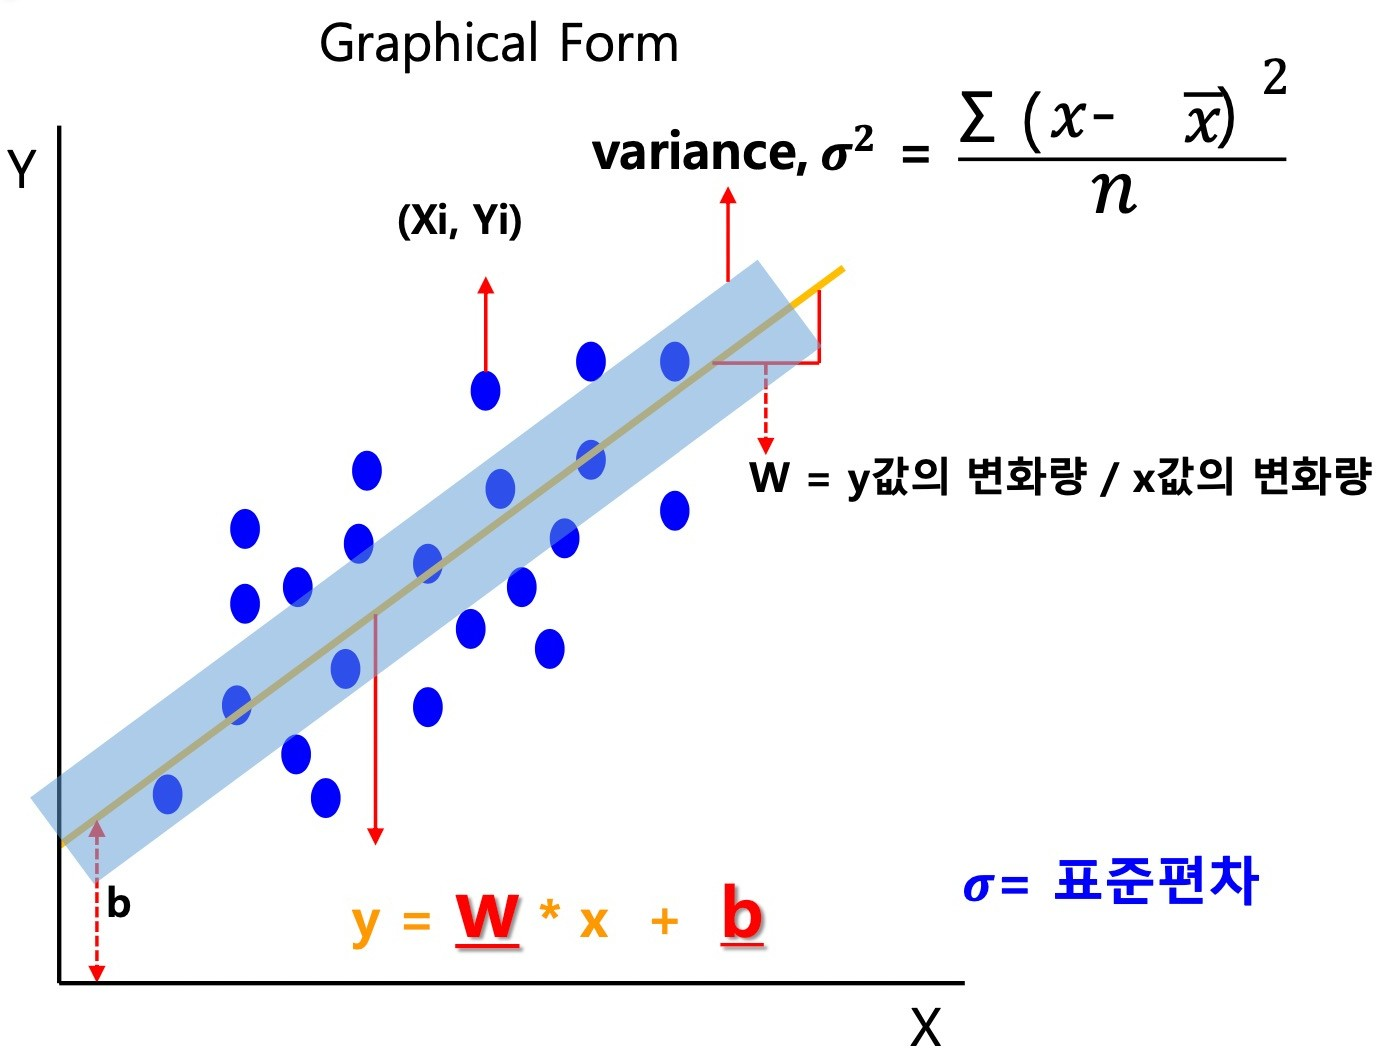 Graphical Form
Y
variance, σ² = Σ (x- x̅)² / n
(Xi, Yi)
W = y값의 변화량 / x값의 변화량
b
y = w * x + b
σ= 표준편차
X